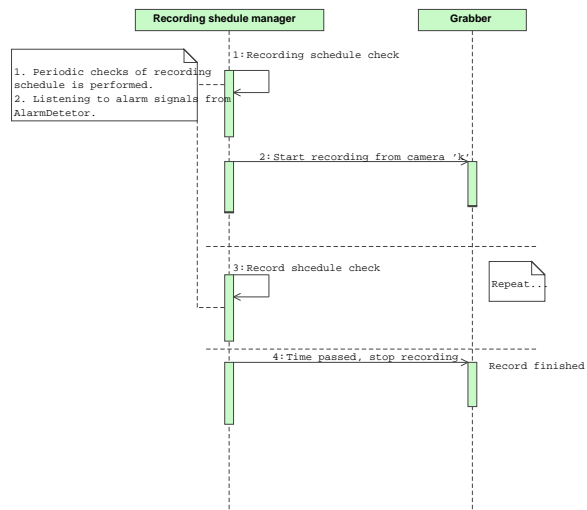 Recording shedule manager
Grabber
1:Recording schedule check
1. Periodic checks of recording
schedule is performed.
2. Listening to alarm signals from
AlarmDetetor.
2:Start recording from camera 'k'
3:Record shcedule check
Repeat...
4:Time passed, stop recording
Record finished